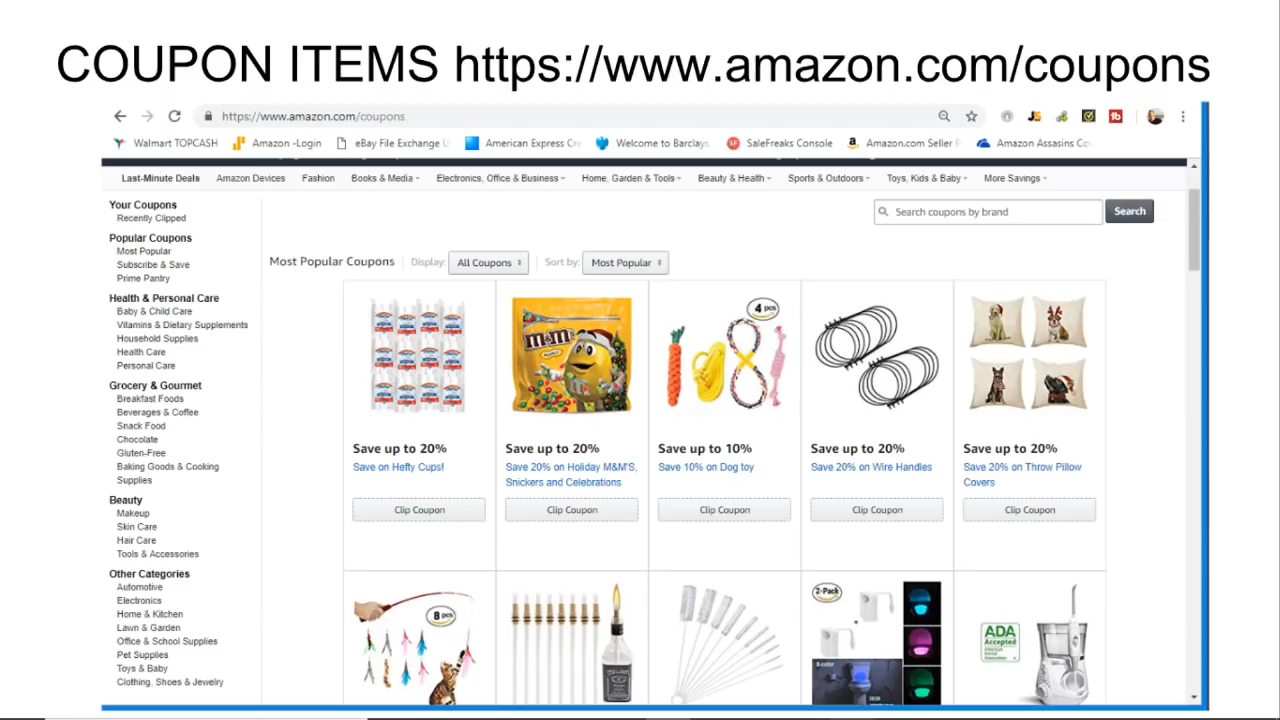 COUPON ITEMS https://www.amazon.com/coupons
https://www.amazon.com/coupons
Walmart TOPCASH Amazon -Login eBay File Exchange U American Express Cre Welcome to Barclays SaleFreaks Console Amazon.com Seller F Amazon Assasins Co
Last-Minute Deals Amazon Devices Fashion Books & Media Electronics, Office & Business Home, Garden & Tools Beauty & Health Sports & Outdoors Toys, Kids & Baby More Savings
Your Coupons
Recently Clipped
Search coupons by brand Search
Popular Coupons
Most Popular
Subscribe & Save
Prime Pantry
Health & Personal Care
Baby & Child Care
Vitamins & Dietary Supplements
Household Supplies
Health Care
Personal Care
Grocery & Gourmet
Breakfast Foods
Beverages & Coffee
Snack Food
Chocolate
Gluten-Free
Baking Goods & Cooking
Supplies
Beauty
Makeup
Skin Care
Hair Care
Tools & Accessories
Other Categories
Automotive
Electronics
Home & Kitchen
Lawn & Garden
Office & School Supplies
Pet Supplies
Toys & Baby
Clothing, Shoes & Jewelry
Most Popular Coupons Display: All Coupons Sort by: Most Popular
m&m's
4 pcs
Save up to 20% Save up to 20% Save up to 10% Save up to 20% Save up to 20%
Save on Hefty Cups! Save 20% on Holiday M&M'S, Save 10% on Dog toy Save 20% on Wire Handles Save 20% on Throw Pillow
Snickers and Celebrations Covers
Clip Coupon Clip Coupon Clip Coupon Clip Coupon Clip Coupon
8 pcs
2-Pack
8-color
ADA
Accepted